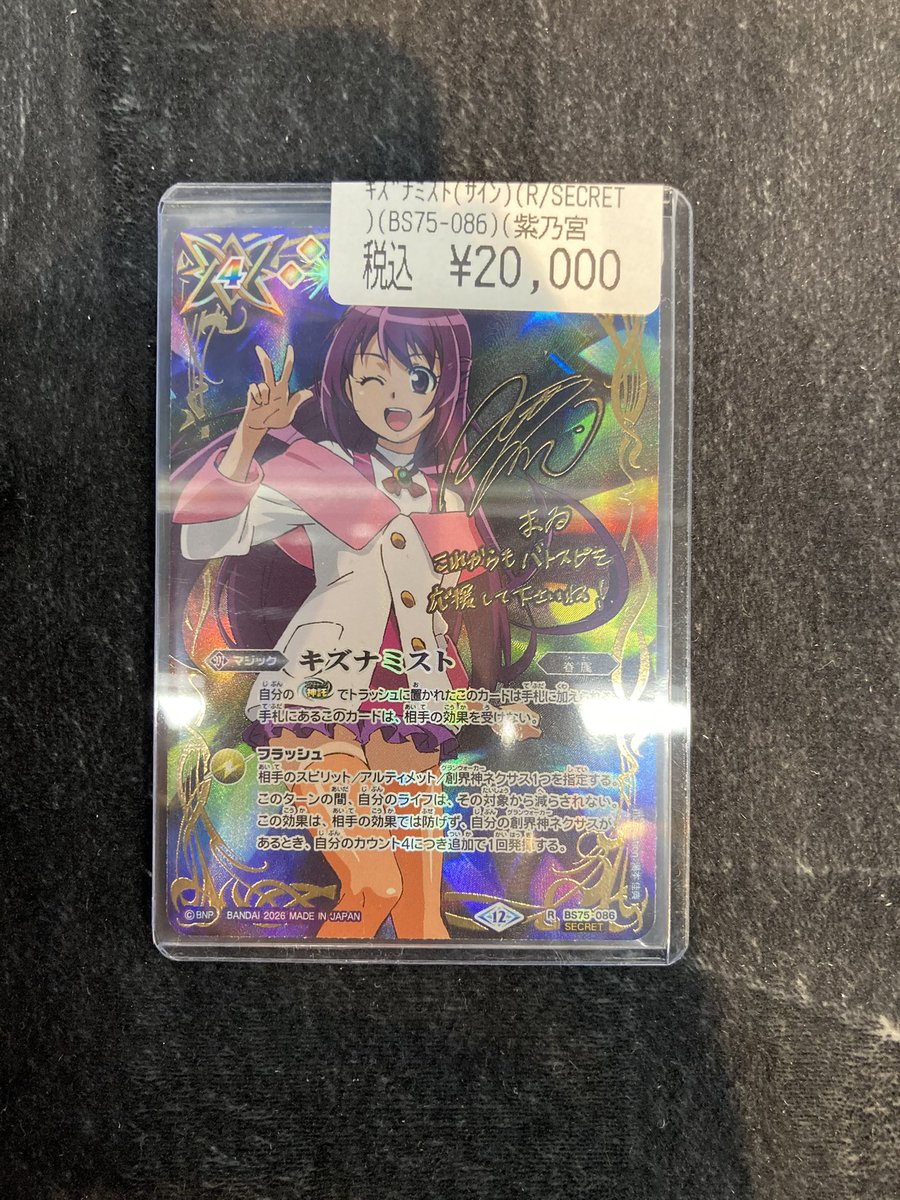 キズナミスト(サイン)(R/SECRET
)(BS75-086)(紫乃宮
税込 ¥20,000
4
まゐ
これからもバトスピを
応援して下さいね!
マジック
キズナミスト
眷属
自分の 神託 でトラッシュに置かれたこのカードは手札に加えられる
手札にあるこのカードは、相手の効果を受けない。
フラッシュ
相手のスピリット/アルティメット/創界神ネクサス1つを指定する。
このターンの間、自分のライフは、その対象から減らされない。
この効果は、相手の効果では防げず、自分の創界神ネクサスが
あるとき、自分のカウント4につき追加で1回発揮する。
©BNP BANDAI 2026 MADE IN JAPAN
12
R BS75-086
SECRET